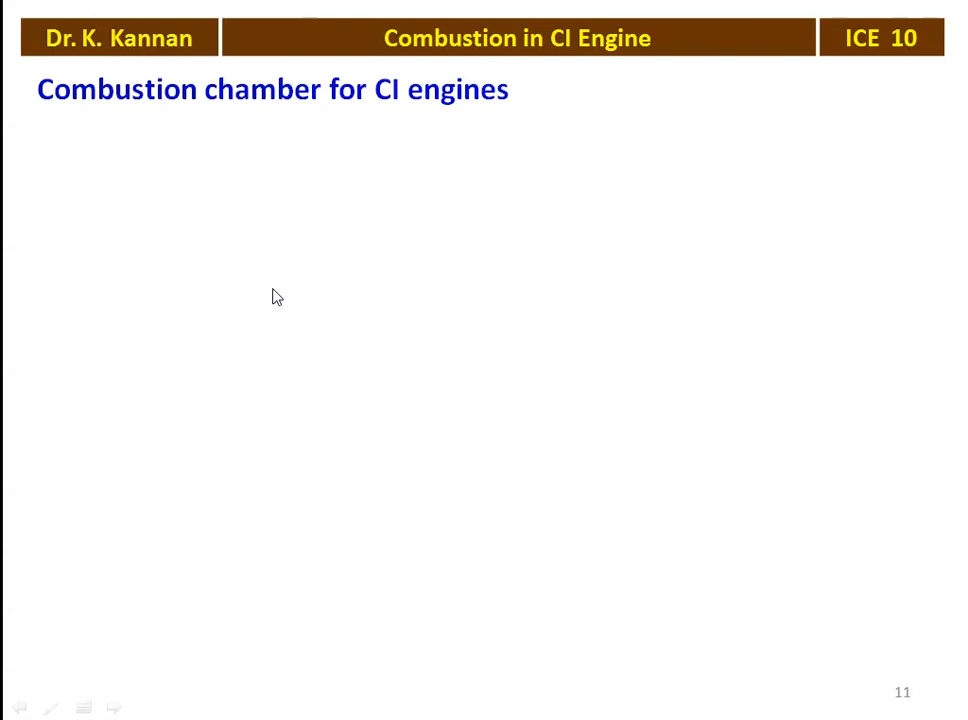 Dr. K. Kannan
Combustion in CI Engine
ICE 10
Combustion chamber for CI engines
11